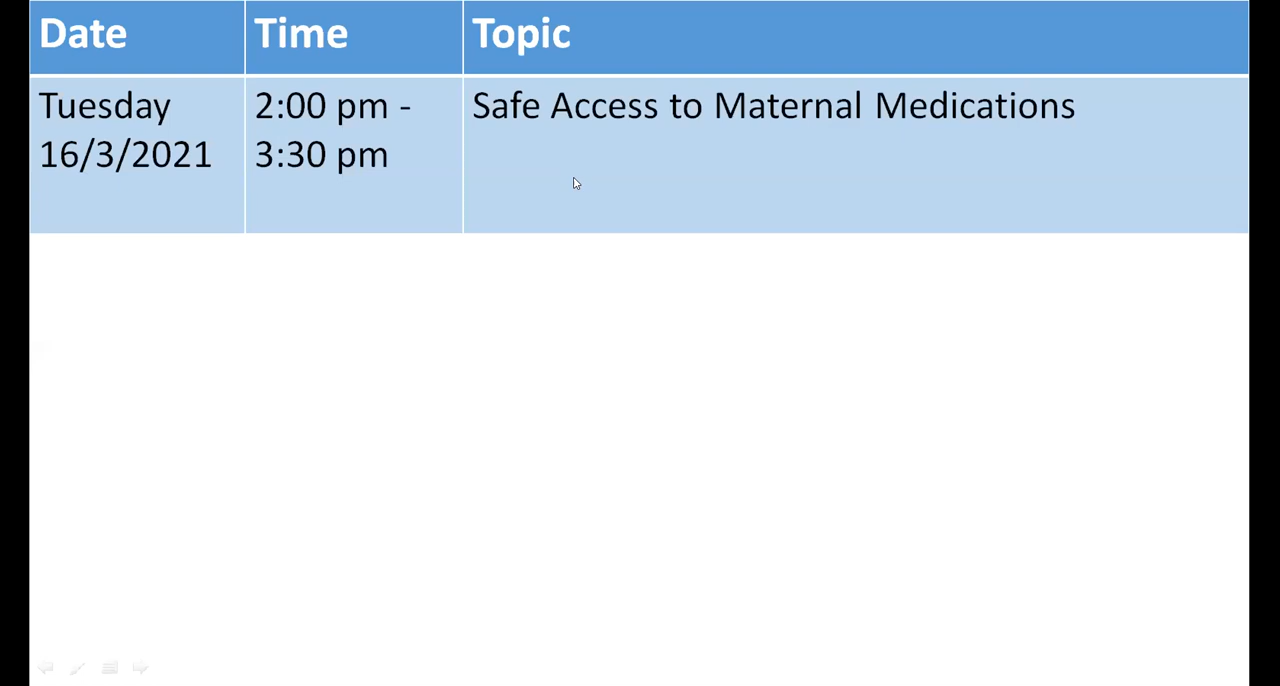 Date Time Topic
Tuesday 2:00 pm - Safe Access to Maternal Medications
16/3/2021 3:30 pm